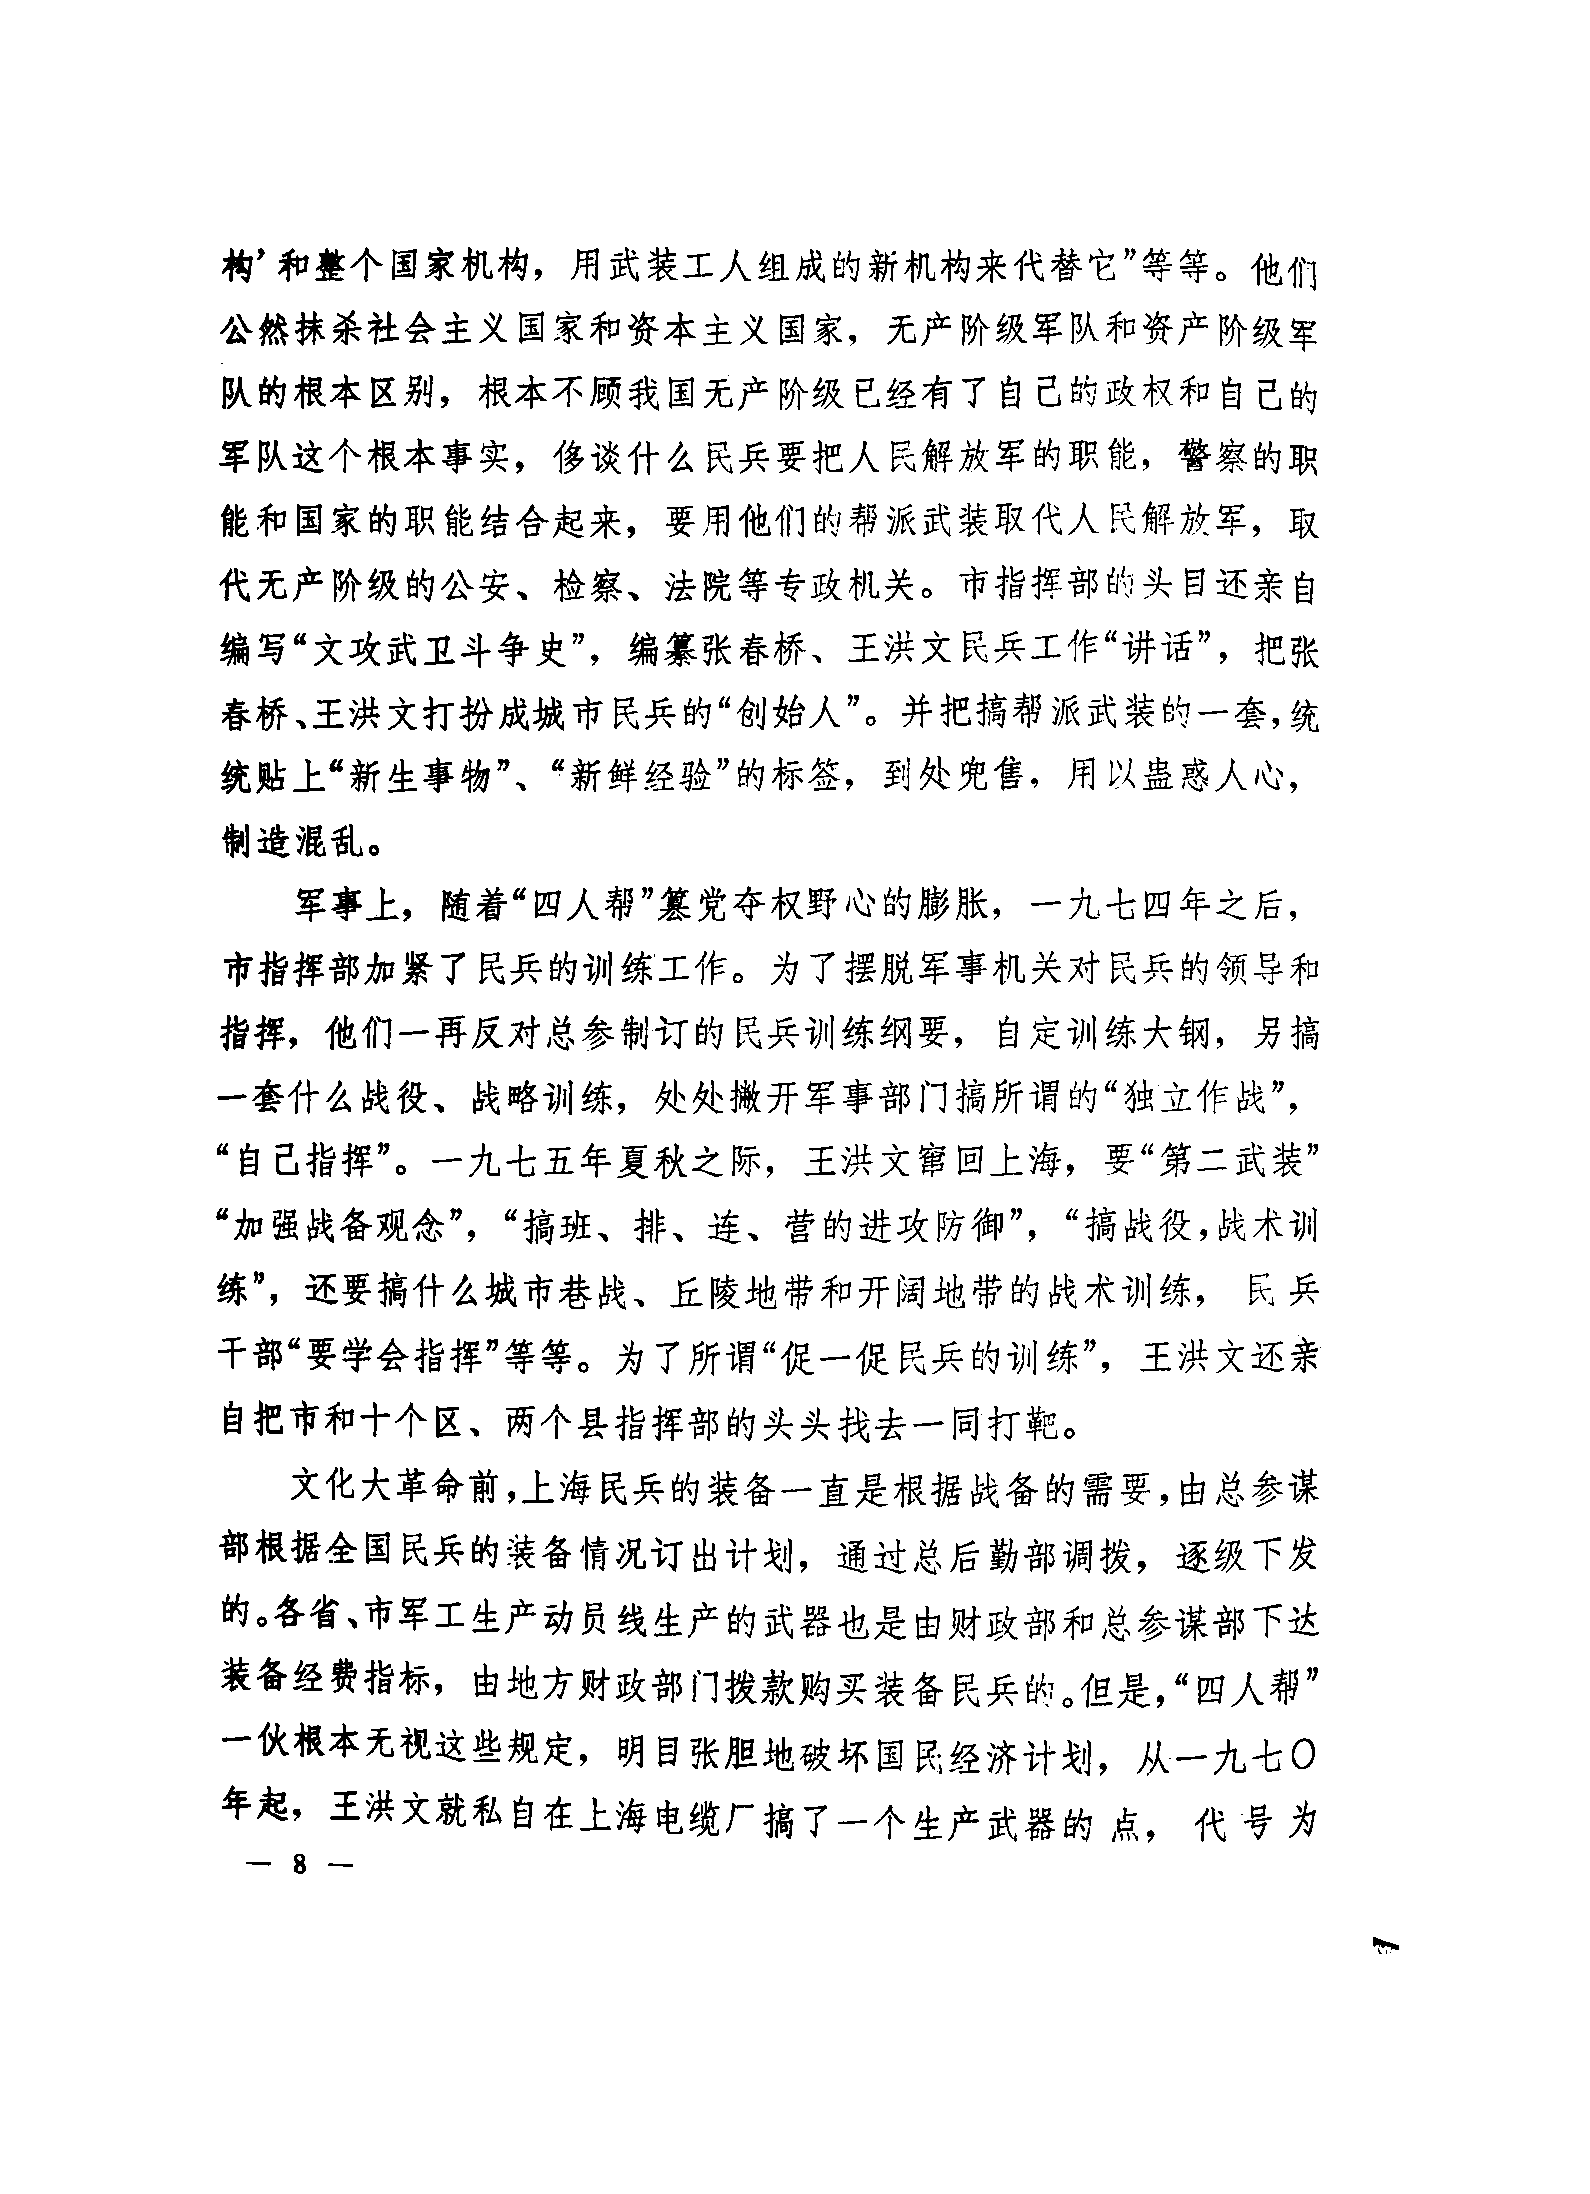 构’和整个国家机构，用武装工人组成的新机构来代替它”等等。他们
公然抹杀社会主义国家和资本主义国家，无产阶级军队和资产阶级军
队的根本区别，根本不顾我国无产阶级已经有了自己的政权和自己的
军队这个根本事实，侈谈什么民兵要把人民解放军的职能，警察的职
能和国家的职能结合起来，要用他们的帮派武装取代人民解放军，取
代无产阶级的公安、检察、法院等专政机关。市指挥部的头目还亲自
编写“文攻武卫斗争史”，编纂张春桥、王洪文民兵工作“讲话”，把张
春桥、王洪文打扮成城市民兵的“创始人”。并把搞帮派武装的一套，统
统贴上“新生事物”、“新鲜经验”的标签，到处兜售，用以蛊惑人心，
制造混乱。
军事上，随着“四人帮”篡党夺权野心的膨胀，一九七四年之后，
市指挥部加紧了民兵的训练工作。为了摆脱军事机关对民兵的领导和
指挥，他们一再反对总参制订的民兵训练纲要，自定训练大钢，另搞
一套什么战役、战略训练，处处撇开军事部门搞所谓的“独立作战”，
“自己指挥”。一九七五年夏秋之际，王洪文窜回上海，要“第二武装”
“加强战备观念”，“搞班、排、连、营的进攻防御”，“搞战役，战术训
练”，还要搞什么城市巷战、丘陵地带和开阔地带的战术训练，民兵
干部“要学会指挥”等等。为了所谓“促一促民兵的训练”，王洪文还亲
自把市和十个区、两个县指挥部的头头找去一同打靶。
文化大革命前，上海民兵的装备一直是根据战备的需要，由总参谋
部根据全国民兵的装备情况订出计划，通过总后勤部调拨，逐级下发
的。各省、市军工生产动员线生产的武器也是由财政部和总参谋部下达
装备经费指标，由地方财政部门拨款购买装备民兵的。但是，“四人帮”
一伙根本无视这些规定，明目张胆地破坏国民经济计划，从一九七〇
年起，王洪文就私自在上海电缆厂搞了一个生产武器的点，代号为
— 8 —